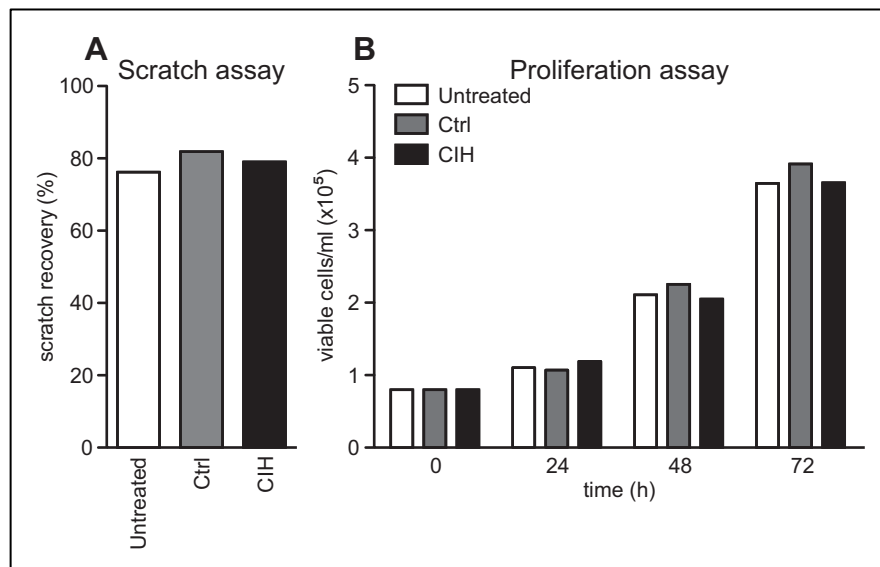 A
Scratch assay
scratch recovery (%)
100
80
60
40
20
0
Untreated
Ctrl
CIH
B
Proliferation assay
Untreated
Ctrl
CIH
viable cells/ml (x10⁵)
5
4
3
2
1
0
0 24 48 72
time (h)